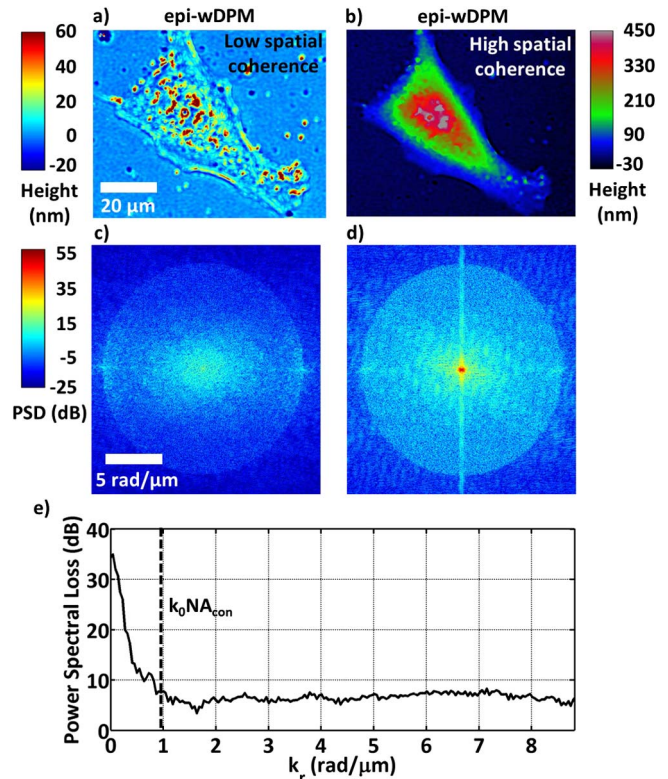 epi-wDPM
epi-wDPM
a)
b)
Low spatial
coherence
High spatial
coherence
60
40
20
0
-20
Height
(nm)
20 µm
450
330
210
90
-30
Height
(nm)
c)
d)
55
35
15
-5
-25
PSD (dB)
5 rad/µm
e)
Power Spectral Loss (dB)
40
30
20
10
0
k₀NAcon
0 1 2 3 4 5 6 7 8
kr (rad/µm)